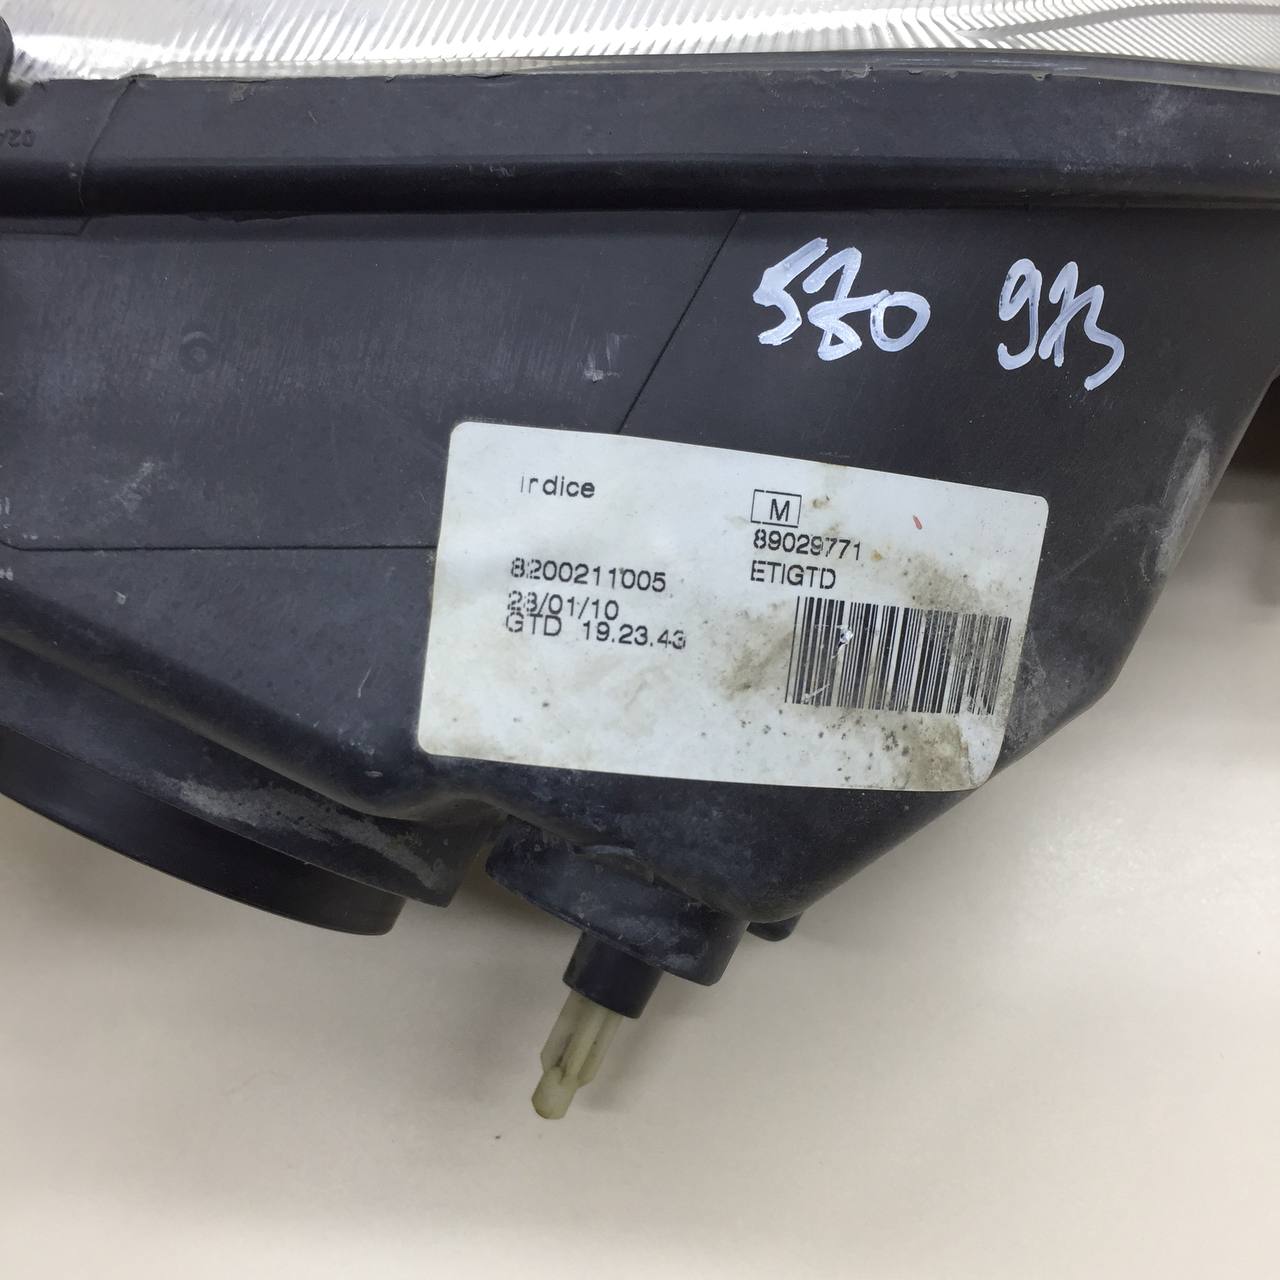 580 923
Indice
M
89029771
ETIGTD
8200211005
28/01/10
GTD 19.23.43